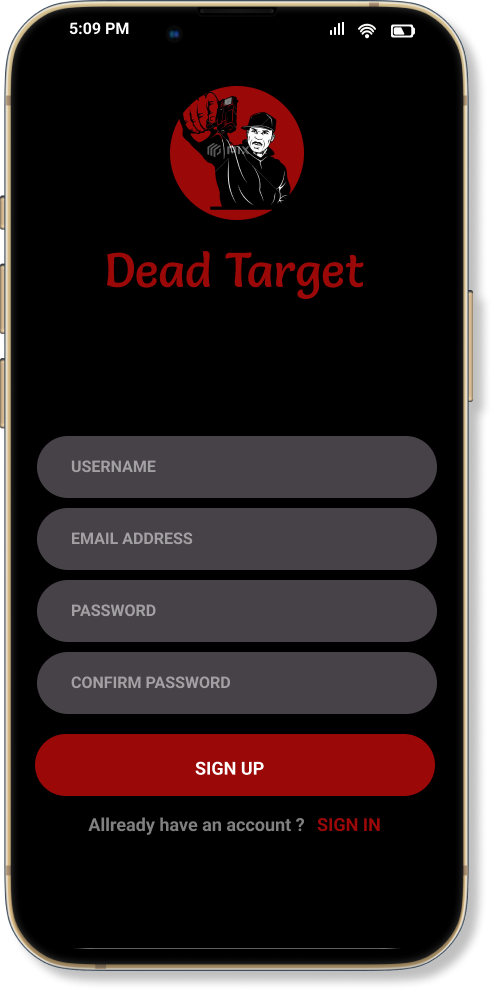 5:09 PM
Dead Target
USERNAME
EMAIL ADDRESS
PASSWORD
CONFIRM PASSWORD
SIGN UP
Allready have an account ? SIGN IN